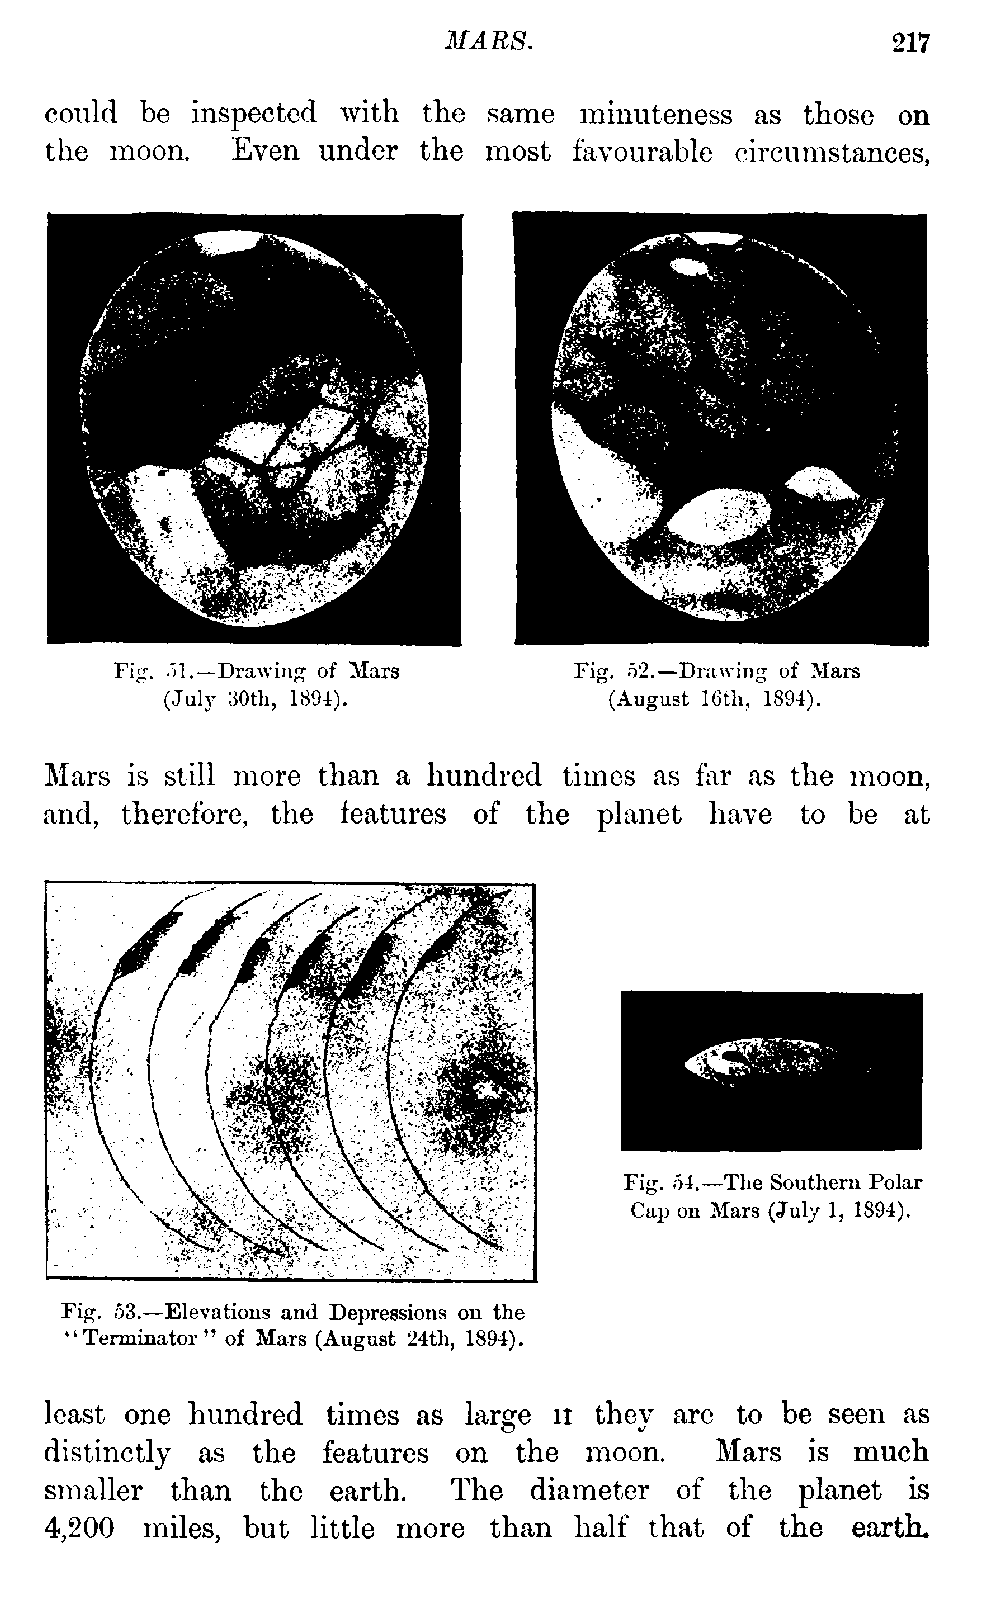 MARS. 217
could be inspected with the same minuteness as those on
the moon. Even under the most favourable circumstances,
Fig. 51.—Drawing of Mars
(July 30th, 1894).
Fig. 52.—Drawing of Mars
(August 16th, 1894).
Mars is still more than a hundred times as far as the moon,
and, therefore, the features of the planet have to be at
Fig. 54.—The Southern Polar
Cap on Mars (July 1, 1894).
Fig. 53.—Elevations and Depressions on the
“Terminator” of Mars (August 24th, 1894).
least one hundred times as large if they are to be seen as
distinctly as the features on the moon. Mars is much
smaller than the earth. The diameter of the planet is
4,200 miles, but little more than half that of the earth.